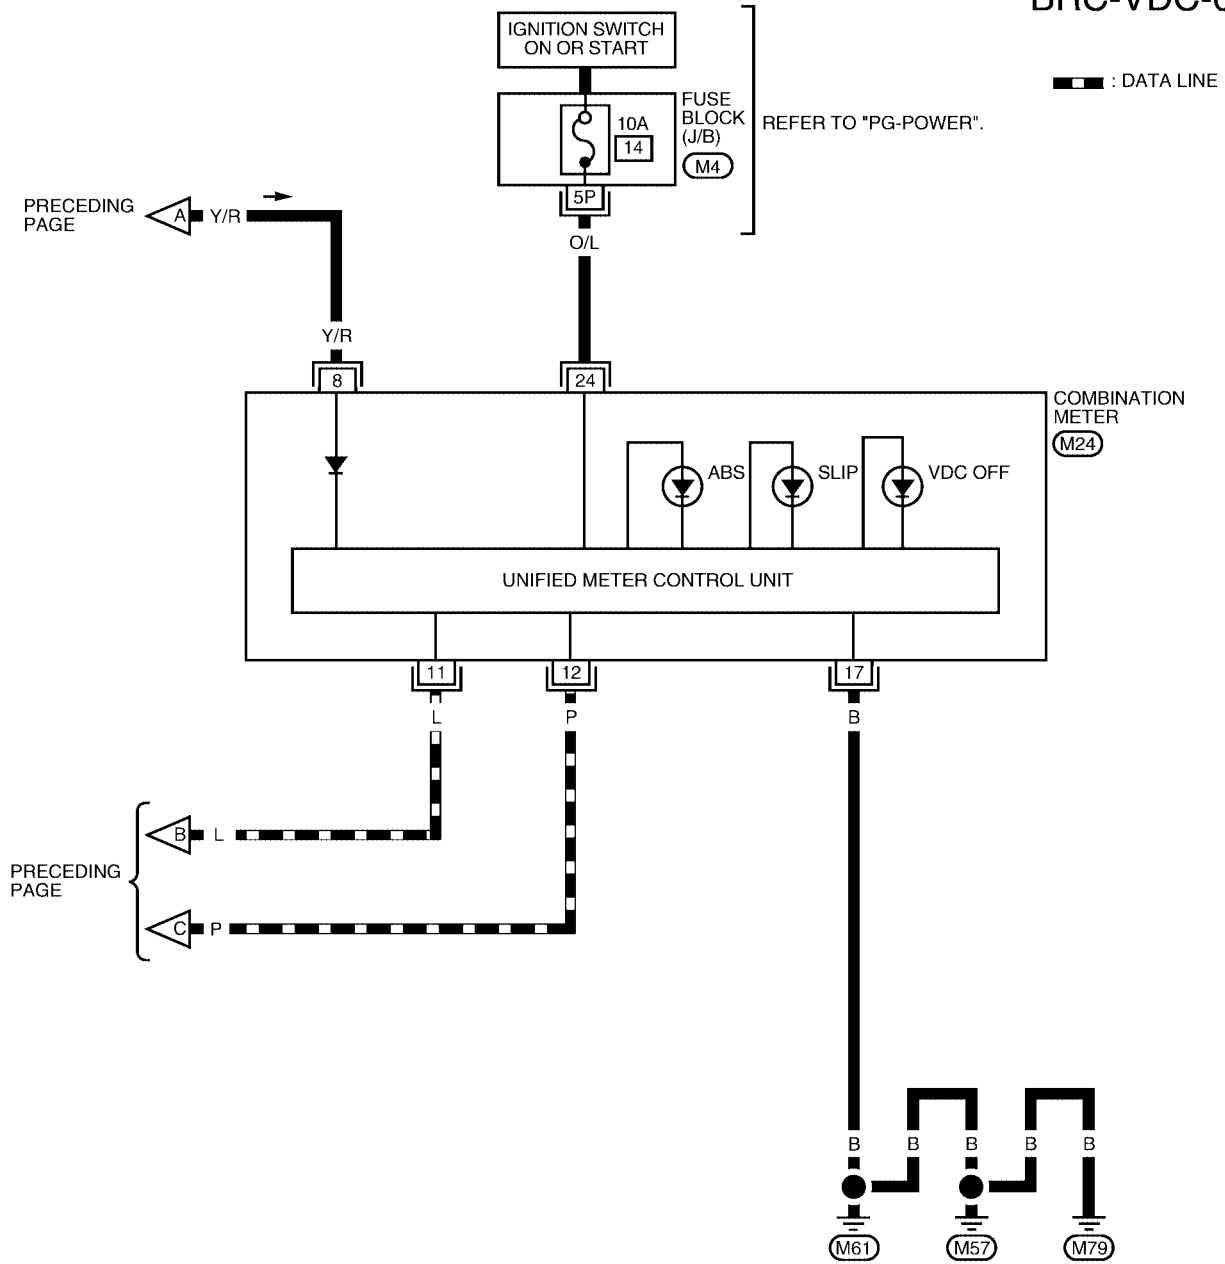 BRC-VDC-0
IGNITION SWITCH
ON OR START
: DATA LINE
FUSE
BLOCK
(J/B)
M4
10A
14
REFER TO "PG-POWER".
5P
O/L
PRECEDING
PAGE
A
Y/R
Y/R
8
24
COMBINATION
METER
M24
ABS
SLIP
VDC OFF
UNIFIED METER CONTROL UNIT
11
12
17
L
P
B
PRECEDING
PAGE
B
L
C
P
B
B
B
B
B
M61
M57
M79